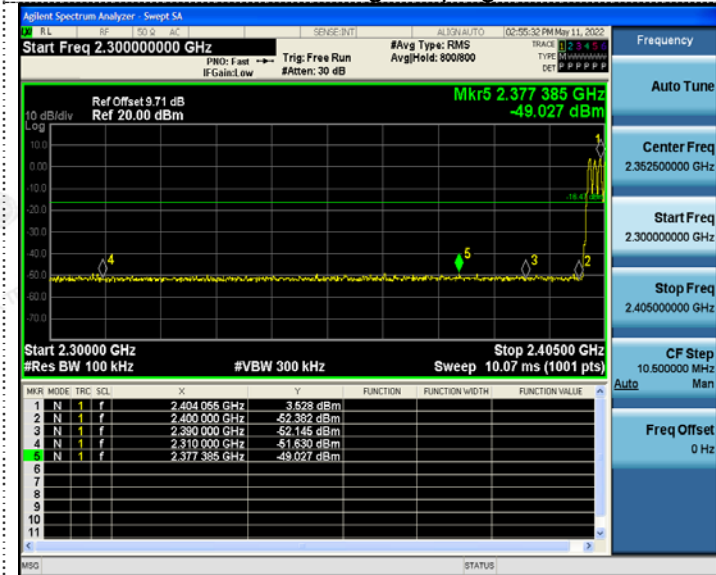 Agilent Spectrum Analyzer - Swept SA
RL RF 50 Ω AC SENSE:INT ALIGNAUTO 02:55:32 PM May 11, 2022
Start Freq 2.300000000 GHz
PNO: Fast
IFGain:Low
Trig: Free Run
#Atten: 30 dB
#Avg Type: RMS
Avg|Hold: 800/800
TRACE 1 2 3 4 5 6
TYPE M
DET P P P P P P
Ref Offset 9.71 dB
10 dB/div Ref 20.00 dBm
Log
Mkr5 2.377 385 GHz
-49.027 dBm
10.0
0.00
-10.0
-20.0
-30.0
-40.0
-50.0
-60.0
-70.0
1
2
3
4
5
Start 2.30000 GHz Stop 2.40500 GHz
#Res BW 100 kHz #VBW 300 kHz Sweep 10.07 ms (1001 pts)
MKR MODE TRC SCL X Y FUNCTION FUNCTION WIDTH FUNCTION VALUE
1 N 1 f 2.404 055 GHz 3.528 dBm
2 N 1 f 2.400 000 GHz -52.382 dBm
3 N 1 f 2.390 000 GHz -52.145 dBm
4 N 1 f 2.310 000 GHz -51.630 dBm
5 N 1 f 2.377 385 GHz -49.027 dBm
6
7
8
9
10
11
MSG STATUS
Frequency
Auto Tune
Center Freq
2.352500000 GHz
Start Freq
2.300000000 GHz
Stop Freq
2.405000000 GHz
CF Step
10.500000 MHz
Auto Man
Freq Offset
0 Hz